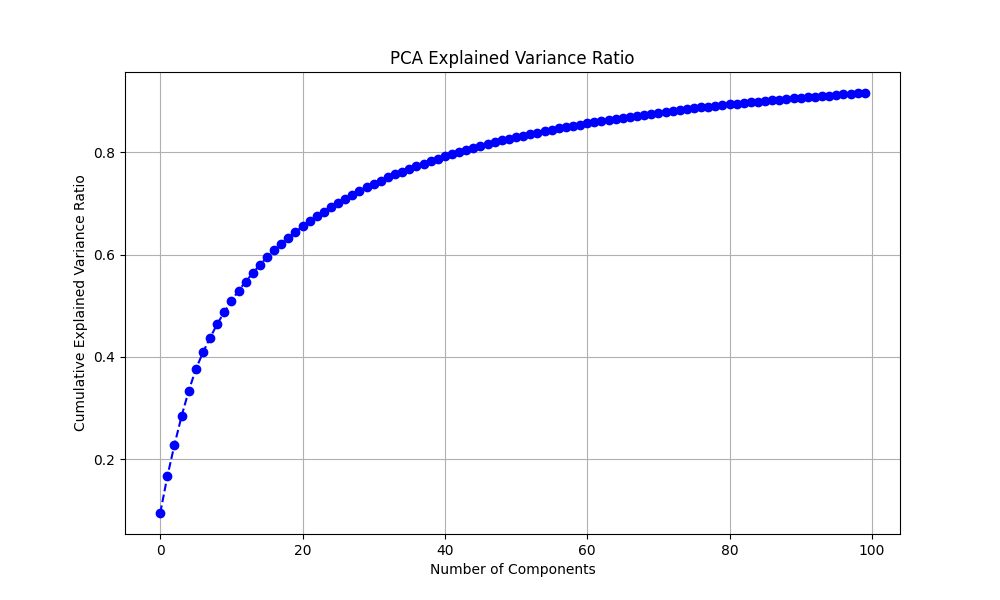 PCA Explained Variance Ratio
Cumulative Explained Variance Ratio
0.8
0.6
0.4
0.2
0 20 40 60 80 100
Number of Components